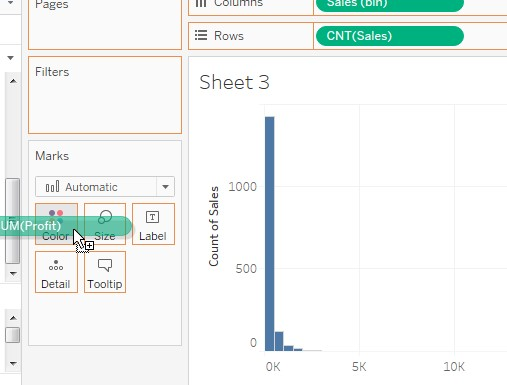 Pages
Columns
Sales (bin)
Rows
CNT(Sales)
Filters
Sheet 3
Marks
Automatic
UM(Profit)
Color
Size
Label
Detail
Tooltip
Count of Sales
1000
500
0
0K
5K
10K